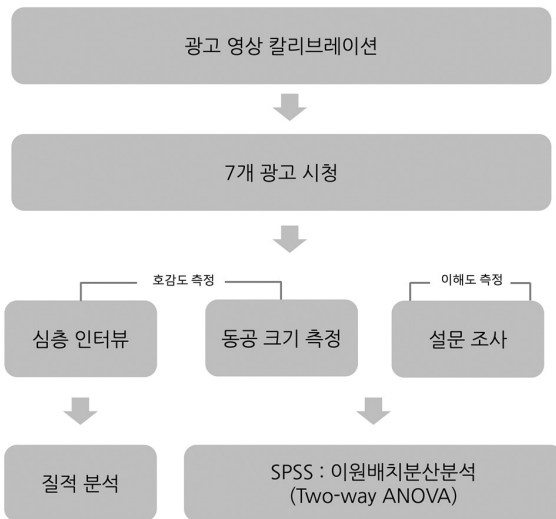 광고 영상 칼리브레이션
7개 광고 시청
호감도 측정
이해도 측정
심층 인터뷰
동공 크기 측정
설문 조사
질적 분석
SPSS : 이원배치분산분석
(Two-way ANOVA)